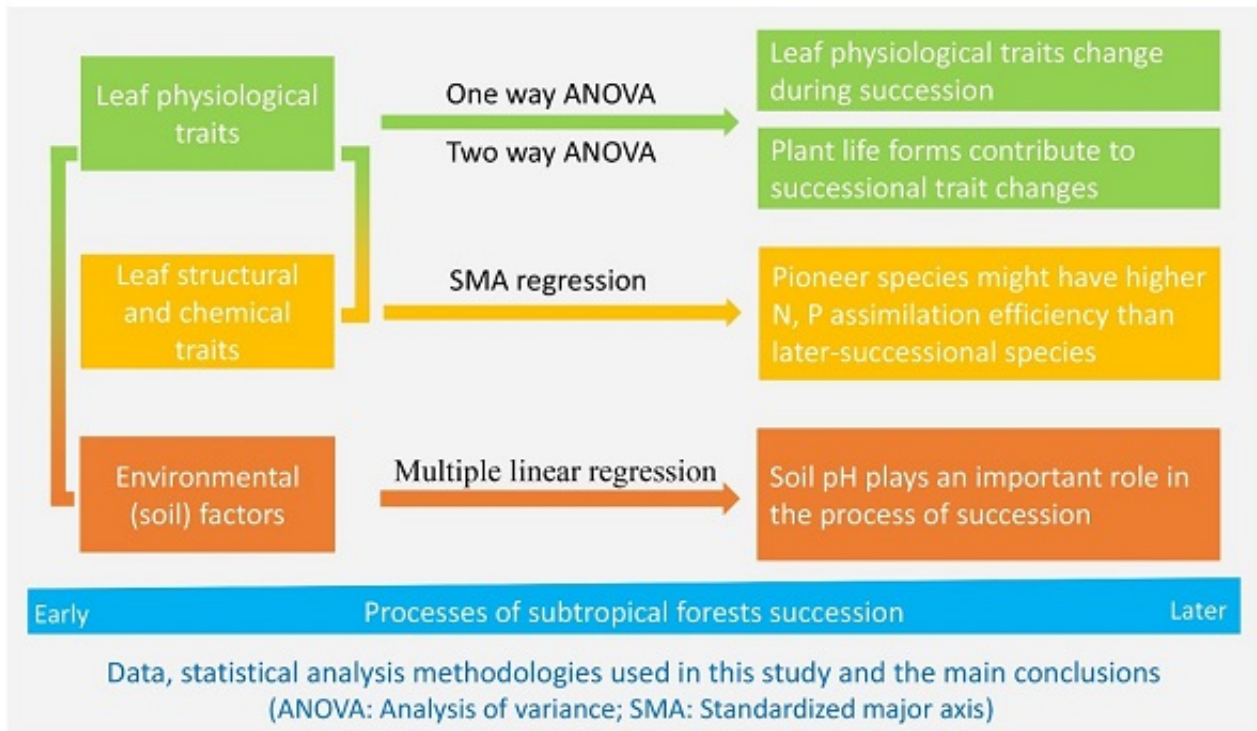 Leaf physiological
traits
One way ANOVA
Two way ANOVA
Leaf physiological traits change
during succession
Plant life forms contribute to
successional trait changes
Leaf structural
and chemical
traits
SMA regression
Pioneer species might have higher
N, P assimilation efficiency than
later-successional species
Environmental
(soil) factors
Multiple linear regression
Soil pH plays an important role in
the process of succession
Early
Processes of subtropical forests succession
Later
Data, statistical analysis methodologies used in this study and the main conclusions
(ANOVA: Analysis of variance; SMA: Standardized major axis)